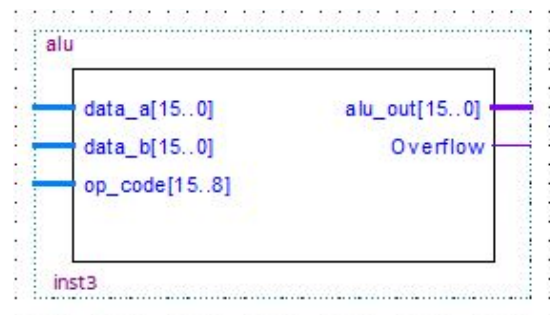 alu
data_a[15..0] alu_out[15..0]
data_b[15..0] Overflow
op_code[15..8]
inst3